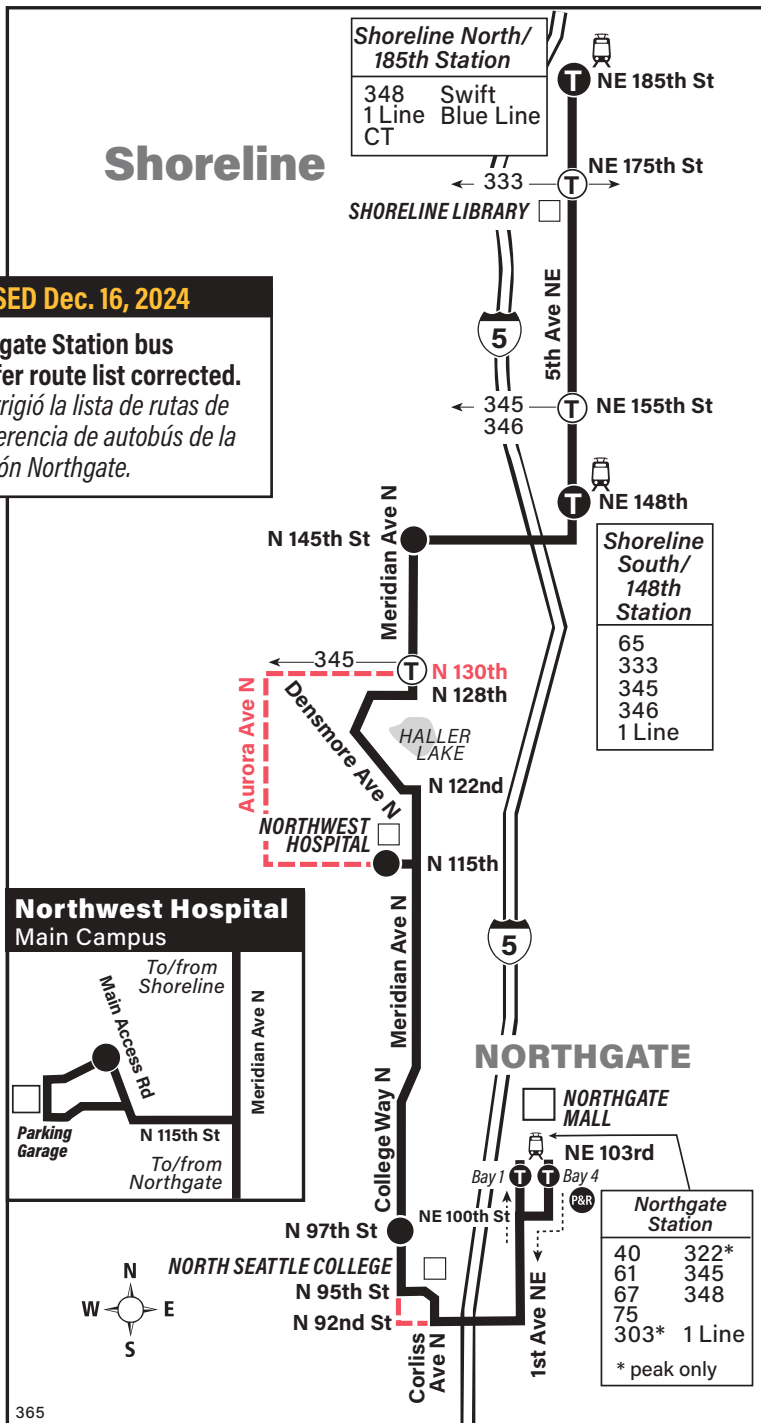 Shoreline North/
185th Station
348 Swift
1 Line Blue Line
CT
NE 185th St
Shoreline
NE 175th St
333
SHORELINE LIBRARY
SED Dec. 16, 2024
gate Station bus
fer route list corrected.
rigió la lista de rutas de
erencia de autobús de la
ón Northgate.
5
5th Ave NE
345
346
NE 155th St
NE 148th
N 145th St
Meridian Ave N
Shoreline
South/
148th
Station
65
333
345
346
1 Line
345
N 130th
N 128th
Aurora Ave N
Densmore Ave N
HALLER
LAKE
N 122nd
NORTHWEST
HOSPITAL
N 115th
Northwest Hospital
Main Campus
To/from
Shoreline
Main Access Rd
Meridian Ave N
Parking
Garage
N 115th St
To/from
Northgate
Meridian Ave N
5
NORTHGATE
NORTHGATE
MALL
College Way N
NE 103rd
Bay 1
T
T
Bay 4
P&R
NE 100th St
N 97th St
NORTH SEATTLE COLLEGE
N 95th St
N 92nd St
Corliss
Ave N
1st Ave NE
Northgate
Station
40 322*
61 345
67 348
75
303* 1 Line
* peak only
N
W E
S
365
T
T
T
T
T